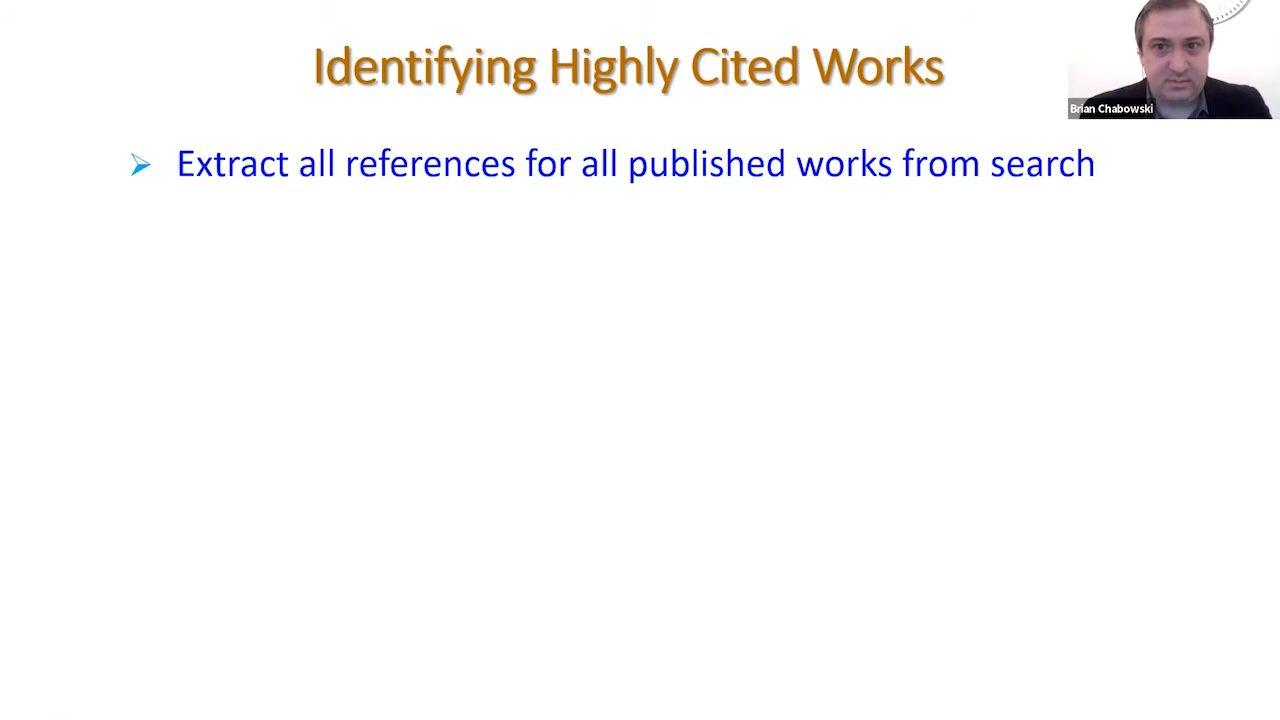 Identifying Highly Cited Works
Brian Chabowski
Extract all references for all published works from search